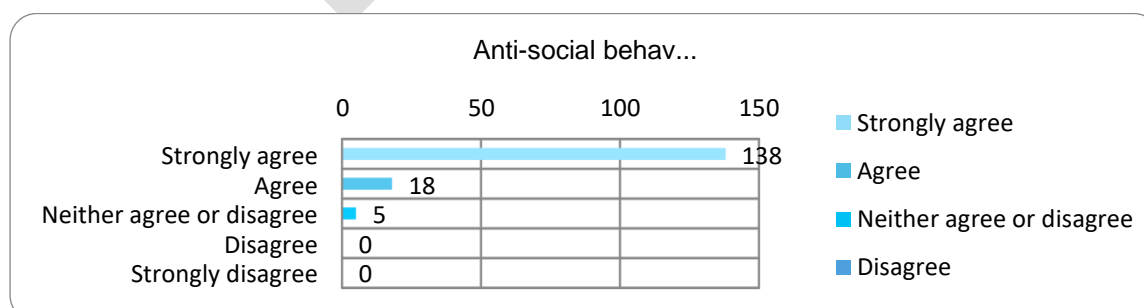 Anti-social behav...
0 50 100 150
Strongly agree 138
Agree 18
Neither agree or disagree 5
Disagree 0
Strongly disagree 0
Strongly agree
Agree
Neither agree or disagree
Disagree